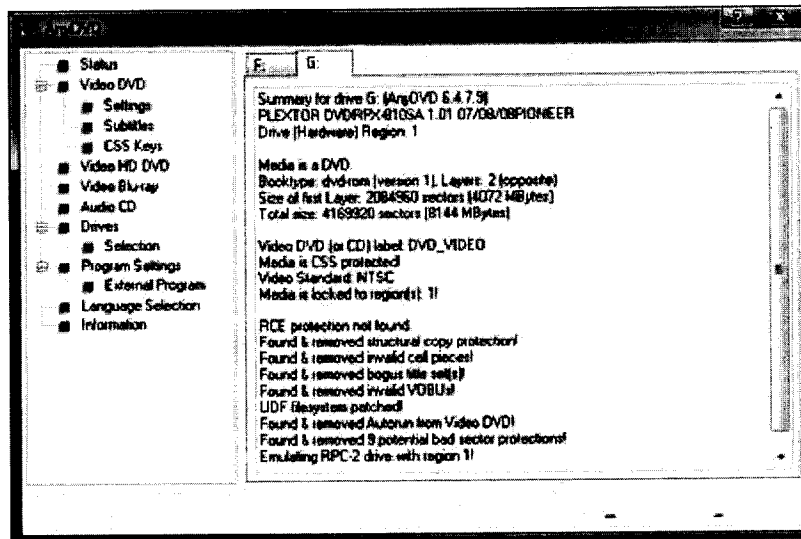 AnyDVD
Status
Video DVD
Settings
Subtitles
CSS Keys
Video HD DVD
Video Blu-ray
Audio CD
Drives
Selection
Program Settings
External Program
Language Selection
Information
F:
G:
Summary for drive G: (AnyDVD 6.4.7.9)
PLEXTOR DVDRPX-810SA 1.01 07/08/08PIONEER
Drive (Hardware) Region: 1
Media is a DVD.
Booktype: dvd-rom (version 1), Layers: 2 (opposite)
Size of first Layer: 2084960 sectors (4072 MBytes)
Total size: 4169920 sectors (8144 MBytes)
Video DVD (or CD) label: DVD_VIDEO
Media is CSS protected!
Video Standard: NTSC
Media is locked to region(s): 1!
RCE protection not found.
Found & removed structural copy protection!
Found & removed invalid cell pieces!
Found & removed bogus title set(s)!
Found & removed invalid VOBUs!
UDF filesystem patched!
Found & removed Autorun from Video DVD!
Found & removed 9 potential bad sector protections!
Emulating RPC-2 drive with region 1!